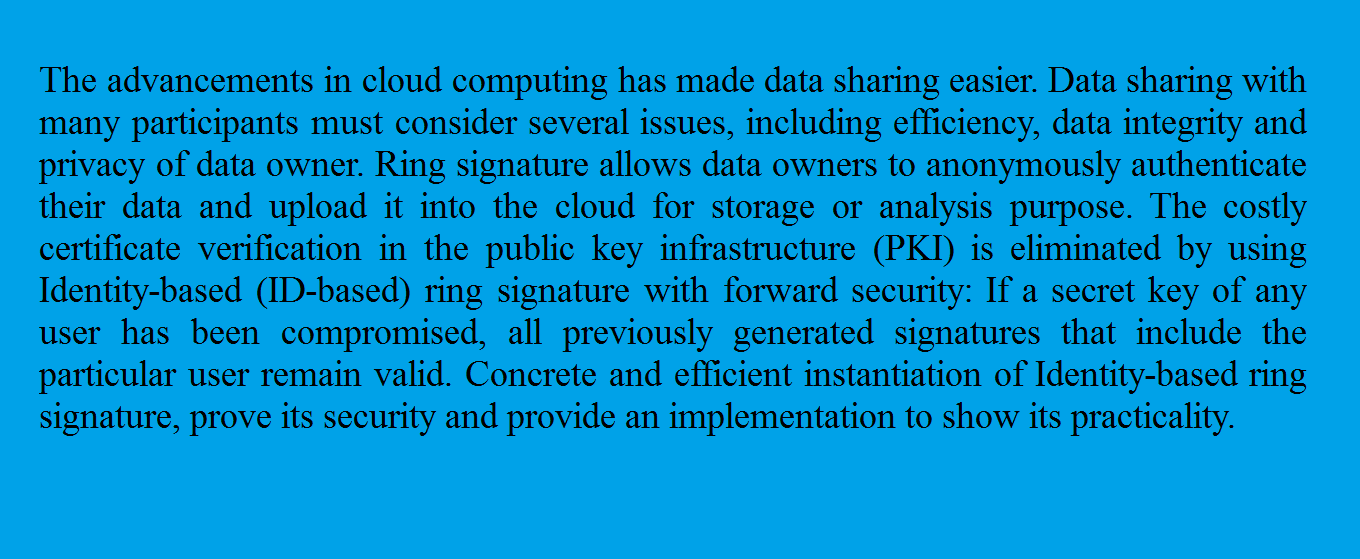 The advancements in cloud computing has made data sharing easier. Data sharing with
many participants must consider several issues, including efficiency, data integrity and
privacy of data owner. Ring signature allows data owners to anonymously authenticate
their data and upload it into the cloud for storage or analysis purpose. The costly
certificate verification in the public key infrastructure (PKI) is eliminated by using
Identity-based (ID-based) ring signature with forward security: If a secret key of any
user has been compromised, all previously generated signatures that include the
particular user remain valid. Concrete and efficient instantiation of Identity-based ring
signature, prove its security and provide an implementation to show its practicality.